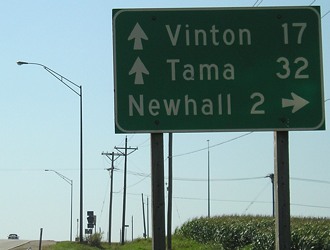 Vinton 17
Tama 32
Newhall 2